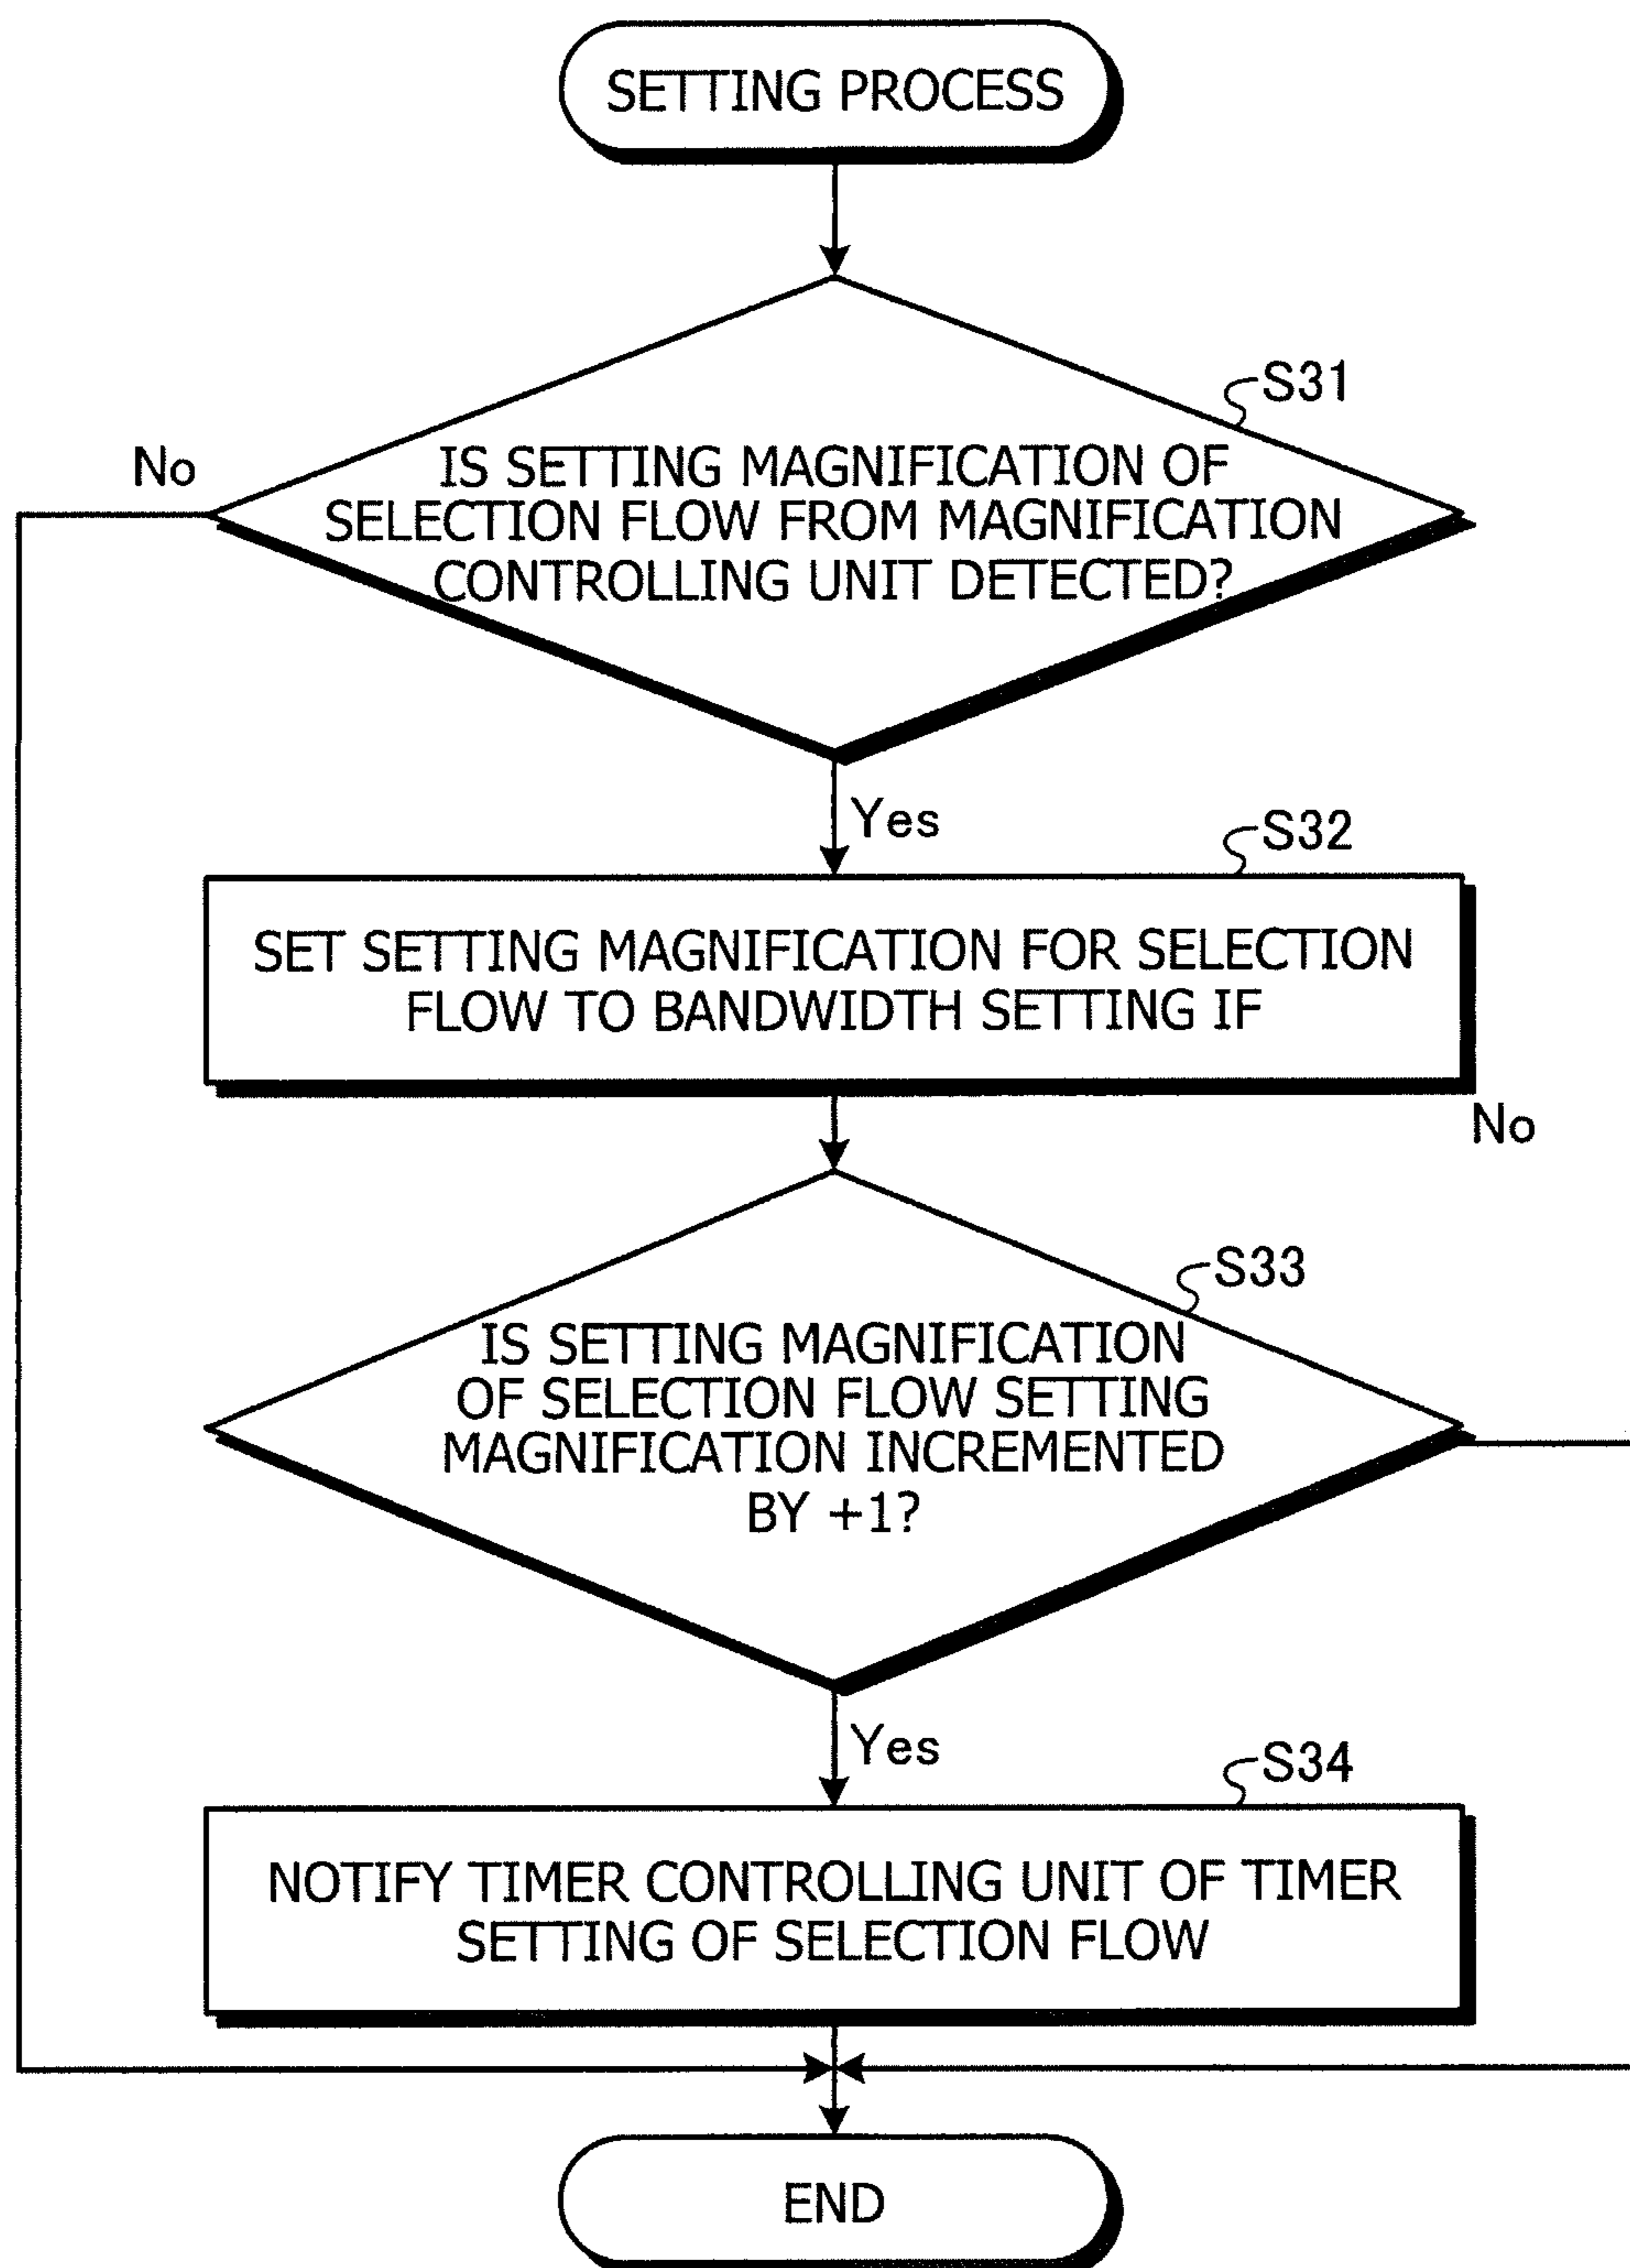 SETTING PROCESS
S31
No
IS SETTING MAGNIFICATION OF
SELECTION FLOW FROM MAGNIFICATION
CONTROLLING UNIT DETECTED?
Yes
S32
SET SETTING MAGNIFICATION FOR SELECTION
FLOW TO BANDWIDTH SETTING IF
No
S33
IS SETTING MAGNIFICATION
OF SELECTION FLOW SETTING
MAGNIFICATION INCREMENTED
BY +1?
Yes
S34
NOTIFY TIMER CONTROLLING UNIT OF TIMER
SETTING OF SELECTION FLOW
END